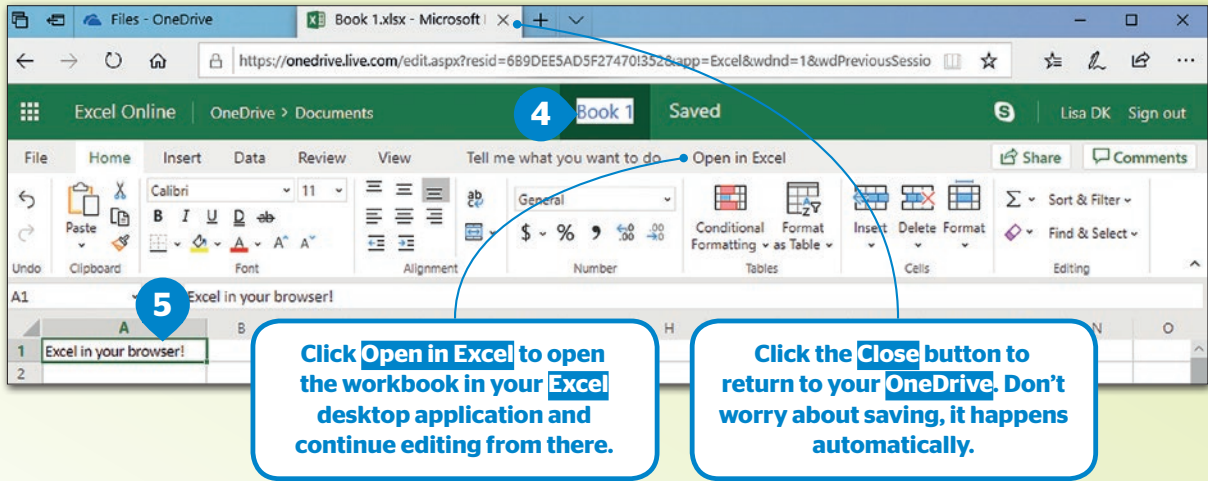 Files - OneDrive
Book 1.xlsx - Microsoft
https://onedrive.live.com/edit.aspx?resid=6B9DEE5AD5F27470!352&app=Excel&wdnd=1&wdPreviousSessio
Excel Online OneDrive > Documents 4 Book 1 Saved Lisa DK Sign out
File Home Insert Data Review View Tell me what you want to do Open in Excel Share Comments
Calibri 11 General
Paste B I U D ab $ % Conditional Format Insert Delete Format Sort & Filter
Formatting as Table Find & Select
Undo Clipboard Font Alignment Number Tables Cells Editing
A1 Excel in your browser!
5
A B H N O
1 Excel in your browser!
2
Click Open in Excel to open
the workbook in your Excel
desktop application and
continue editing from there.
Click the Close button to
return to your OneDrive. Don't
worry about saving, it happens
automatically.